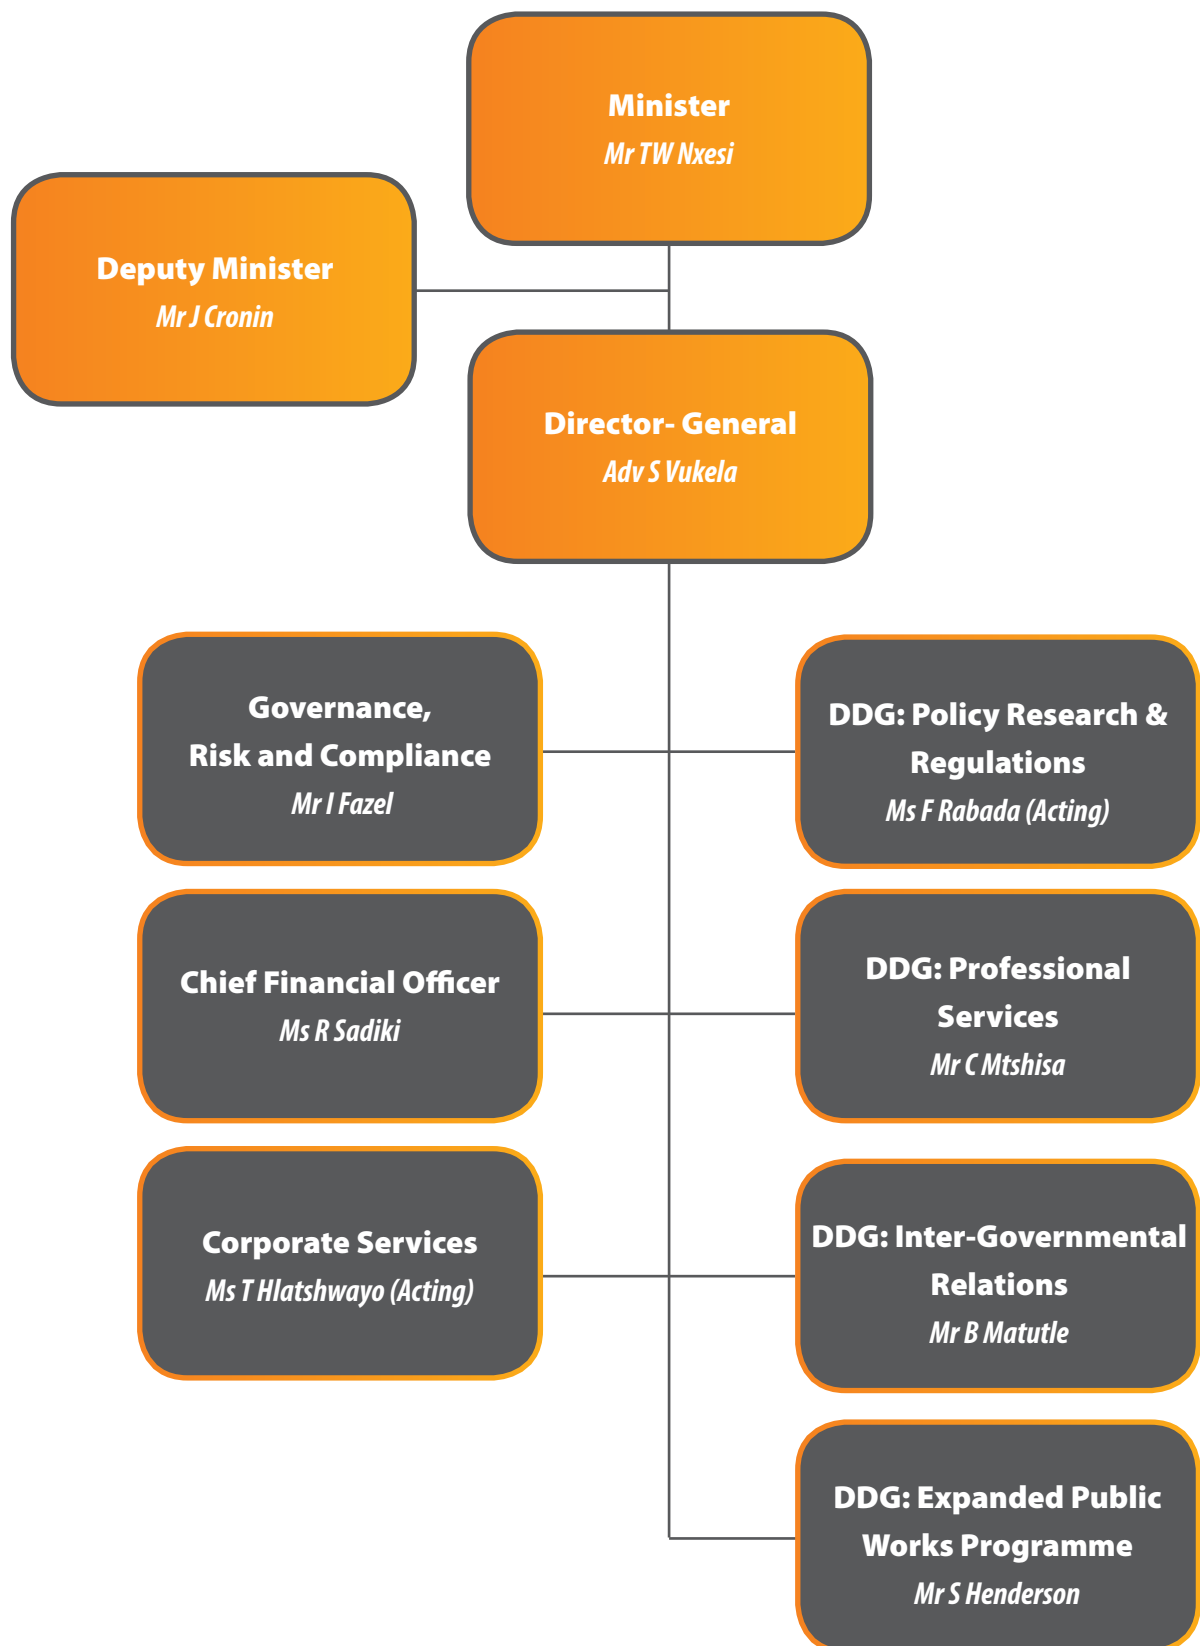 Minister
Mr TW Nxesi
Deputy Minister
Mr J Cronin
Director- General
Adv S Vukela
Governance,
Risk and Compliance
Mr I Fazel
DDG: Policy Research &
Regulations
Ms F Rabada (Acting)
Chief Financial Officer
Ms R Sadiki
DDG: Professional
Services
Mr C Mtshisa
Corporate Services
Ms T Hlatshwayo (Acting)
DDG: Inter-Governmental
Relations
Mr B Matutle
DDG: Expanded Public
Works Programme
Mr S Henderson